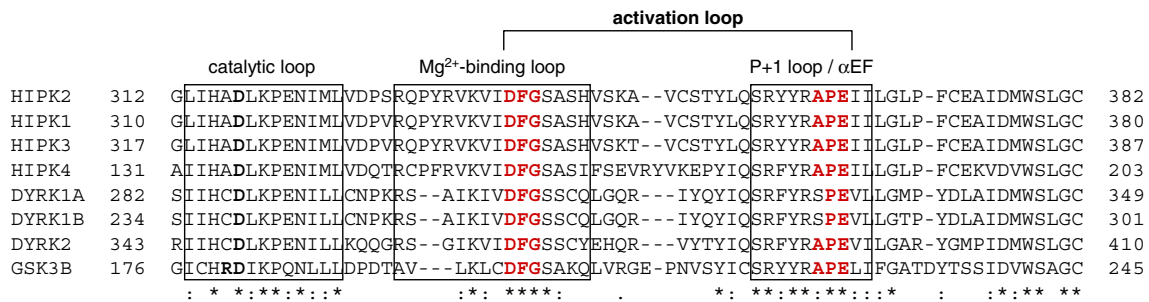 activation loop
catalytic loop Mg2+-binding loop P+1 loop / αEF
HIPK2 312 GLIHADLKPENIMLVDPSRQPYRVKVIDFGSASHVSKA--VCSTYLQSRYYRAPEIILGLP-FCEAIDMWSLGC 382
HIPK1 310 GLIHADLKPENIMLVDPVRQPYRVKVIDFGSASHVSKA--VCSTYLQSRYYRAPEIILGLP-FCEAIDMWSLGC 380
HIPK3 317 GLIHADLKPENIMLVDPVRQPYRVKVIDFGSASHVSKT--VCSTYLQSRYYRAPEIILGLP-FCEAIDMWSLGC 387
HIPK4 131 AIIHADLKPENIMLVDQTRCPFRVKVIDFGSASIFSEVRYVKEPYIQSRFYRAPEIILGLP-FCEKVDVWSLGC 203
DYRK1A 282 SIIHCDLKPENILLCNPKRS--AIKIVDFGSSCQLGQR---IYQYIQSRFYRSPEVLLGMP-YDLAIDMWSLGC 349
DYRK1B 234 SIIHCDLKPENILLCNPKRS--AIKIVDFGSSCQLGQR---IYQYIQSRFYRSPEVLLGTP-YDLAIDMWSLGC 301
DYRK2 343 RIIHCDLKPENILLKQQGRS--GIKVIDFGSSCYEHQR---VYTYIQSRFYRAPEVILGAR-YGMPIDMWSLGC 410
GSK3B 176 GICHRDIKPQNLLLDPDTAV---LKLCDFGSAKQLVRGE-PNVSYICSRYYRAPELIFGATDYTSSIDVWSAGC 245
: * *:**:*::* :*: ****: . *: **:**:**:::* : :*:** **